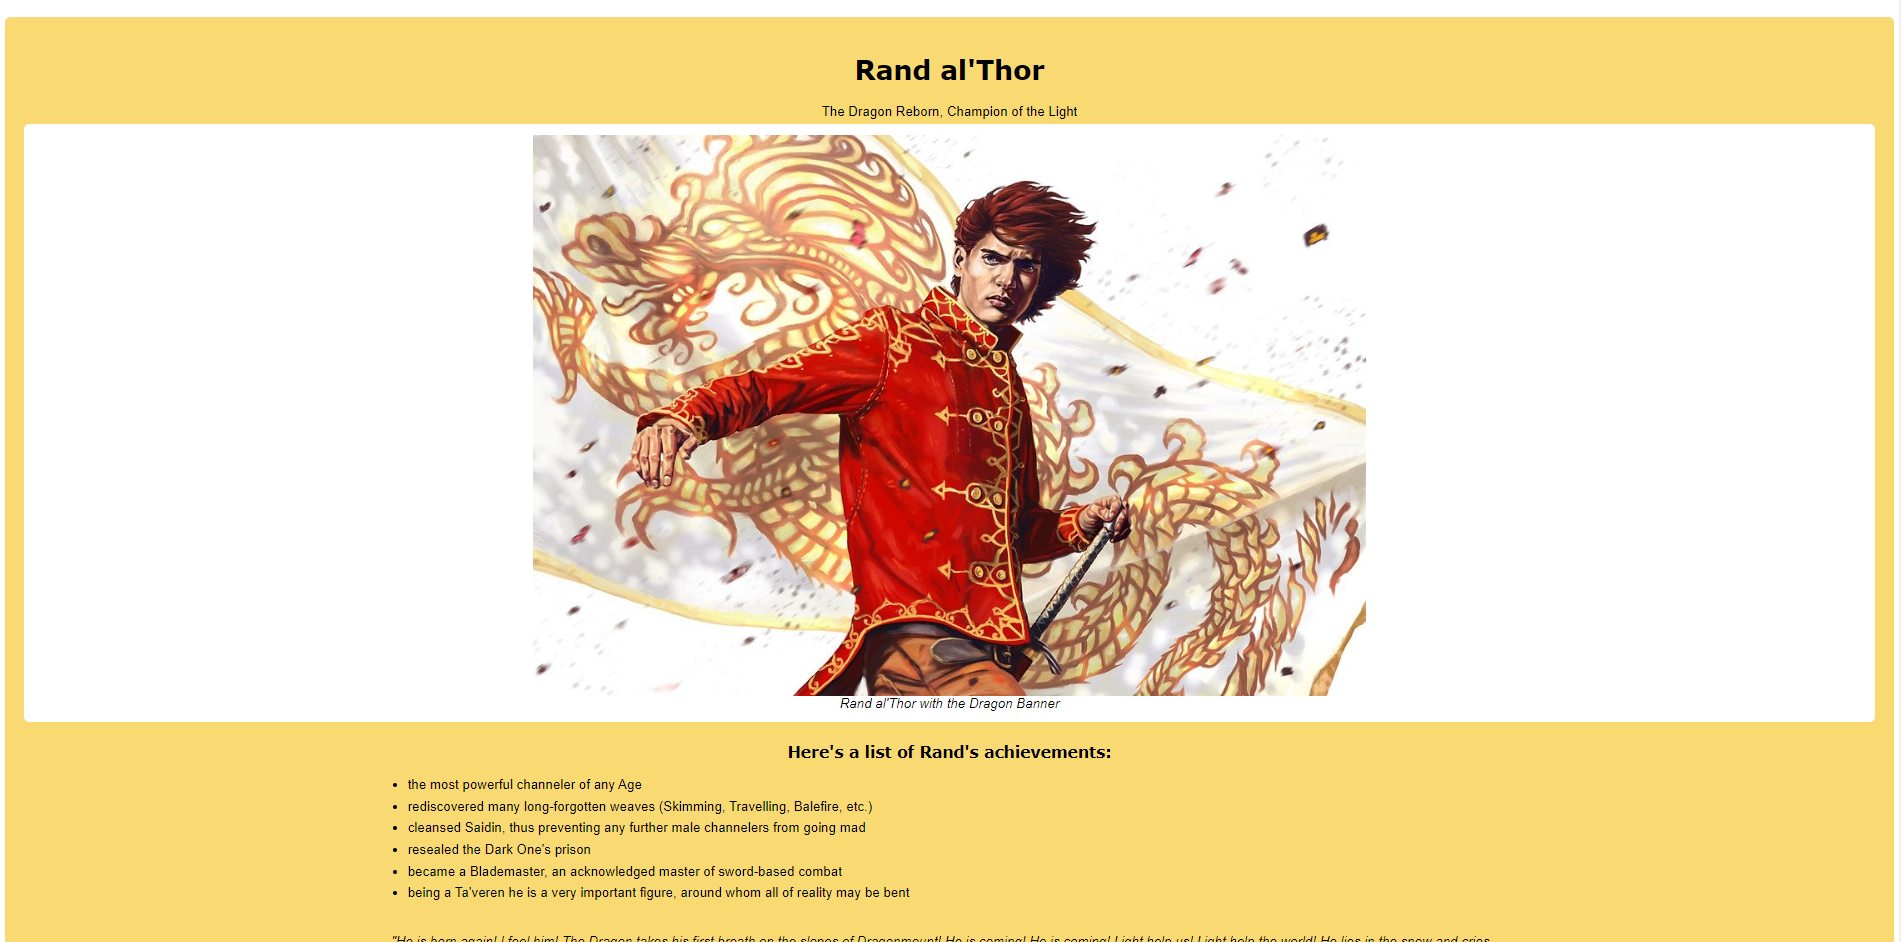 Rand al'Thor
The Dragon Reborn, Champion of the Light
Rand al'Thor with the Dragon Banner
Here's a list of Rand's achievements:
• the most powerful channeler of any Age
• rediscovered many long-forgotten weaves (Skimming, Travelling, Balefire, etc.)
• cleansed Saidin, thus preventing any further male channelers from going mad
• resealed the Dark One's prison
• became a Blademaster, an acknowledged master of sword-based combat
• being a Ta'veren he is a very important figure, around whom all of reality may be bent
"He is born again! I feel him! The Dragon takes his first breath on the slopes of Dragonmount! He is coming! He is coming! Light help us! Light help the world! He lies in the snow and cries